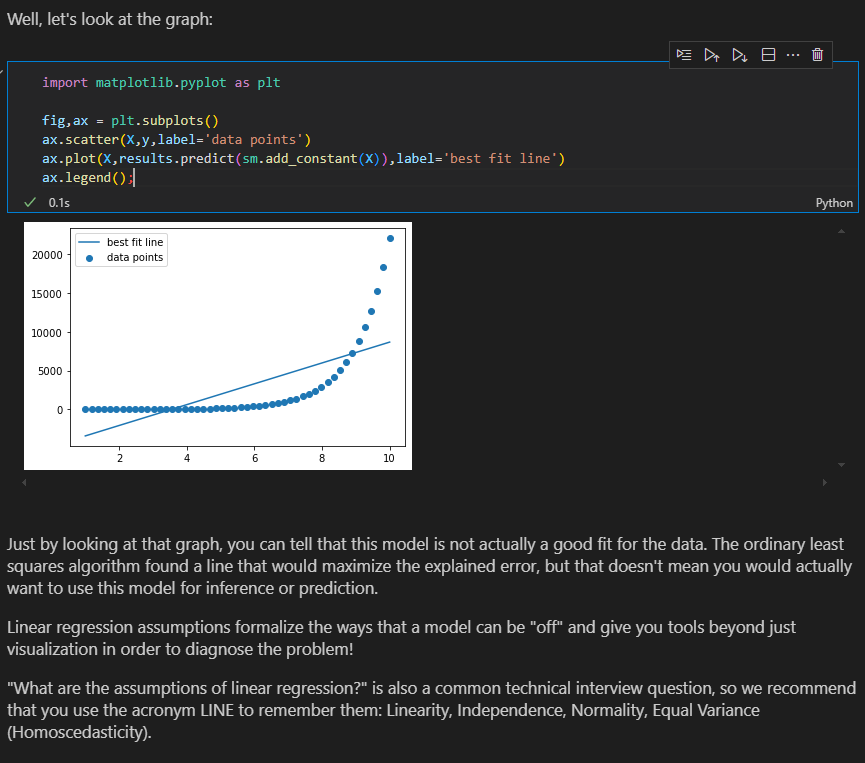 Well, let's look at the graph:
import matplotlib.pyplot as plt
fig,ax = plt.subplots()
ax.scatter(X,y,label='data points')
ax.plot(X,results.predict(sm.add_constant(X)),label='best fit line')
ax.legend();
0.1s
Python
best fit line
data points
20000
15000
10000
5000
0
2 4 6 8 10
Just by looking at that graph, you can tell that this model is not actually a good fit for the data. The ordinary least
squares algorithm found a line that would maximize the explained error, but that doesn't mean you would actually
want to use this model for inference or prediction.
Linear regression assumptions formalize the ways that a model can be "off" and give you tools beyond just
visualization in order to diagnose the problem!
"What are the assumptions of linear regression?" is also a common technical interview question, so we recommend
that you use the acronym LINE to remember them: Linearity, Independence, Normality, Equal Variance
(Homoscedasticity).